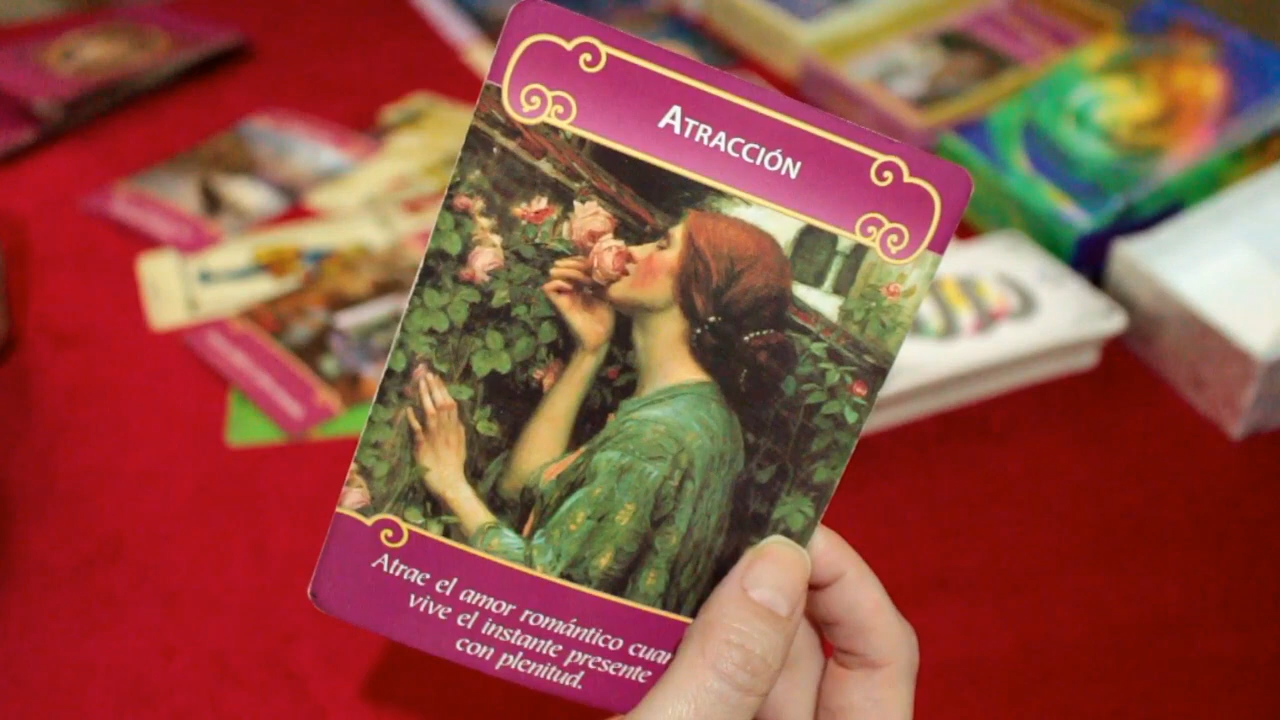 ATRACCIÓN
Atrae el amor romántico cuan
vive el instante presente
con plenitud.